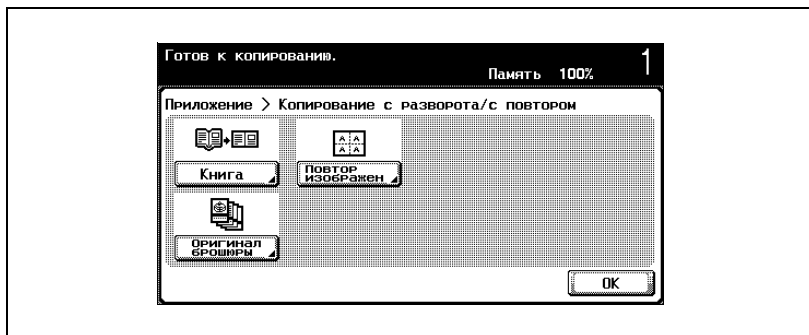 Готов к копированию.
Память 100%
1
Приложение > Копирование с разворота/с повтором
A A
A A
Книга
Повтор
изображен
Оригинал
брошюры
OK